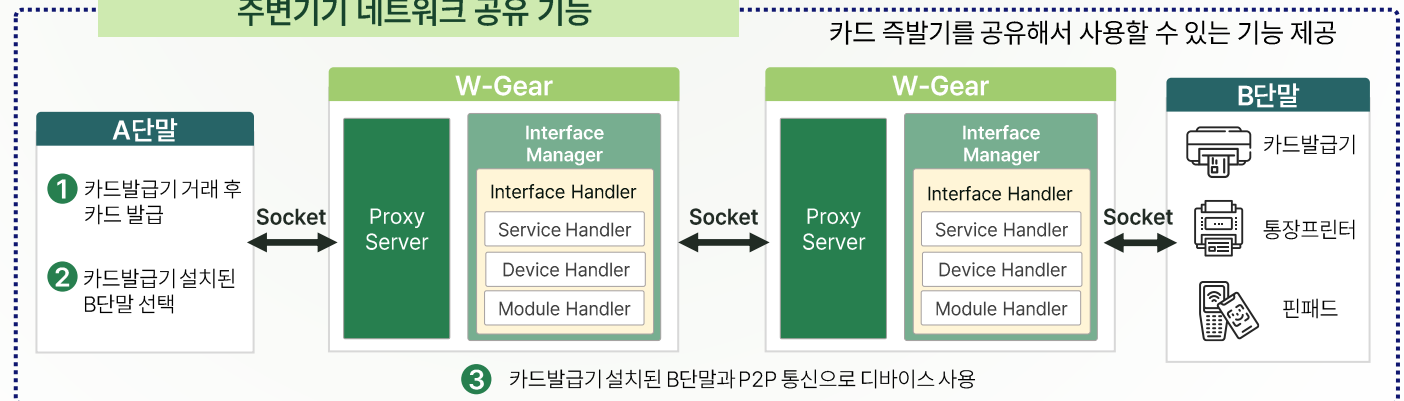 주변기기 네트워크 공유 기능
카드 즉발기를 공유해서 사용할 수 있는 기능 제공
A단말
1 카드발급기 거래 후
카드 발급
2 카드발급기 설치된
B단말 선택
Socket
W-Gear
Proxy
Server
Interface
Manager
Interface Handler
Service Handler
Device Handler
Module Handler
Socket
W-Gear
Proxy
Server
Interface
Manager
Interface Handler
Service Handler
Device Handler
Module Handler
Socket
B단말
카드발급기
통장프린터
핀패드
3 카드발급기 설치된 B단말과 P2P 통신으로 디바이스 사용